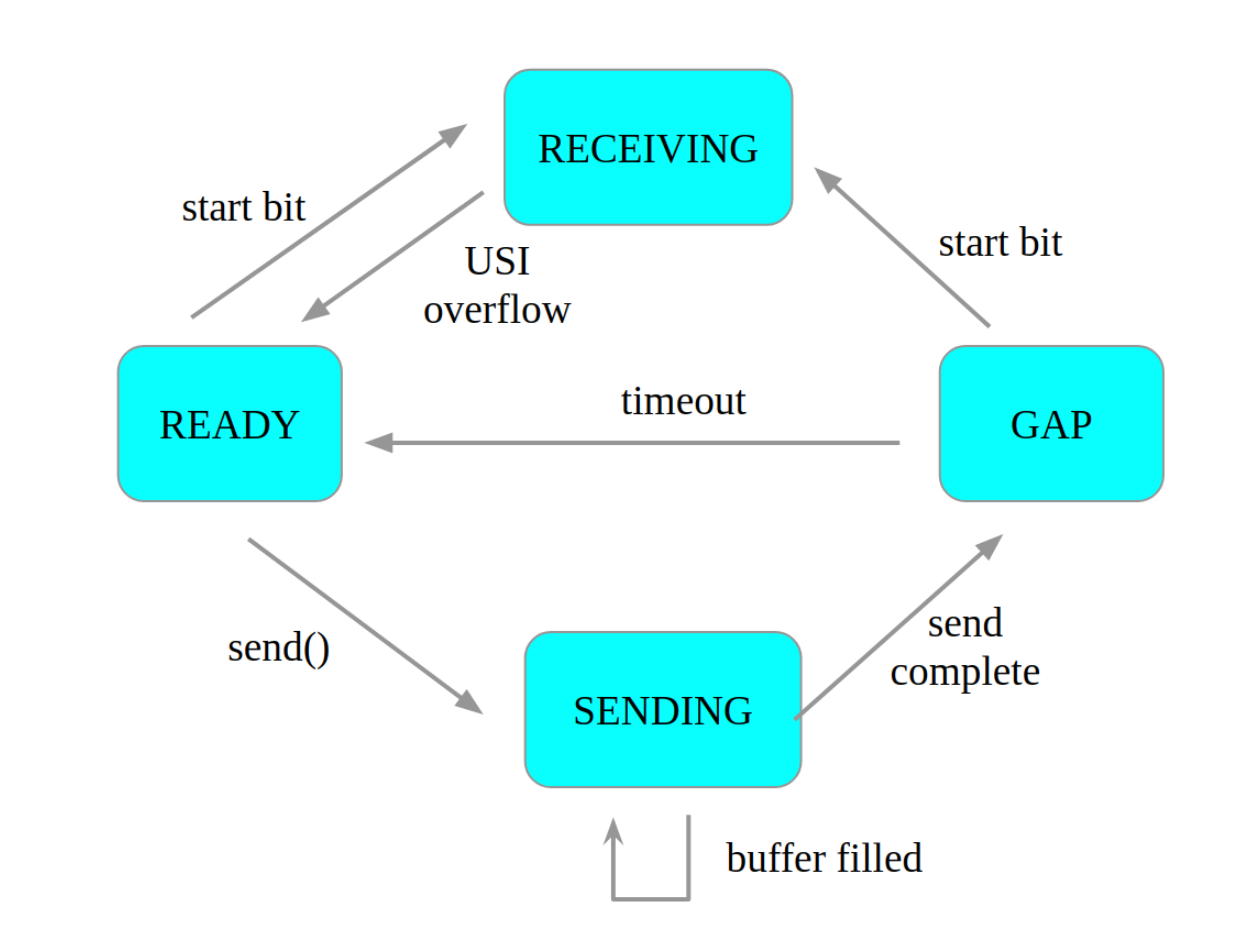 RECEIVING
start bit
USI
overflow
start bit
READY
timeout
GAP
send()
SENDING
send
complete
buffer filled